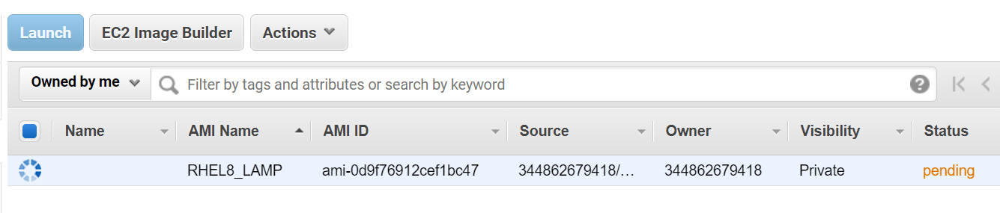 Launch EC2 Image Builder Actions
Owned by me Filter by tags and attributes or search by keyword ?
Name AMI Name AMI ID Source Owner Visibility Status
RHEL8_LAMP ami-0d9f76912cef1bc47 344862679418/... 344862679418 Private pending